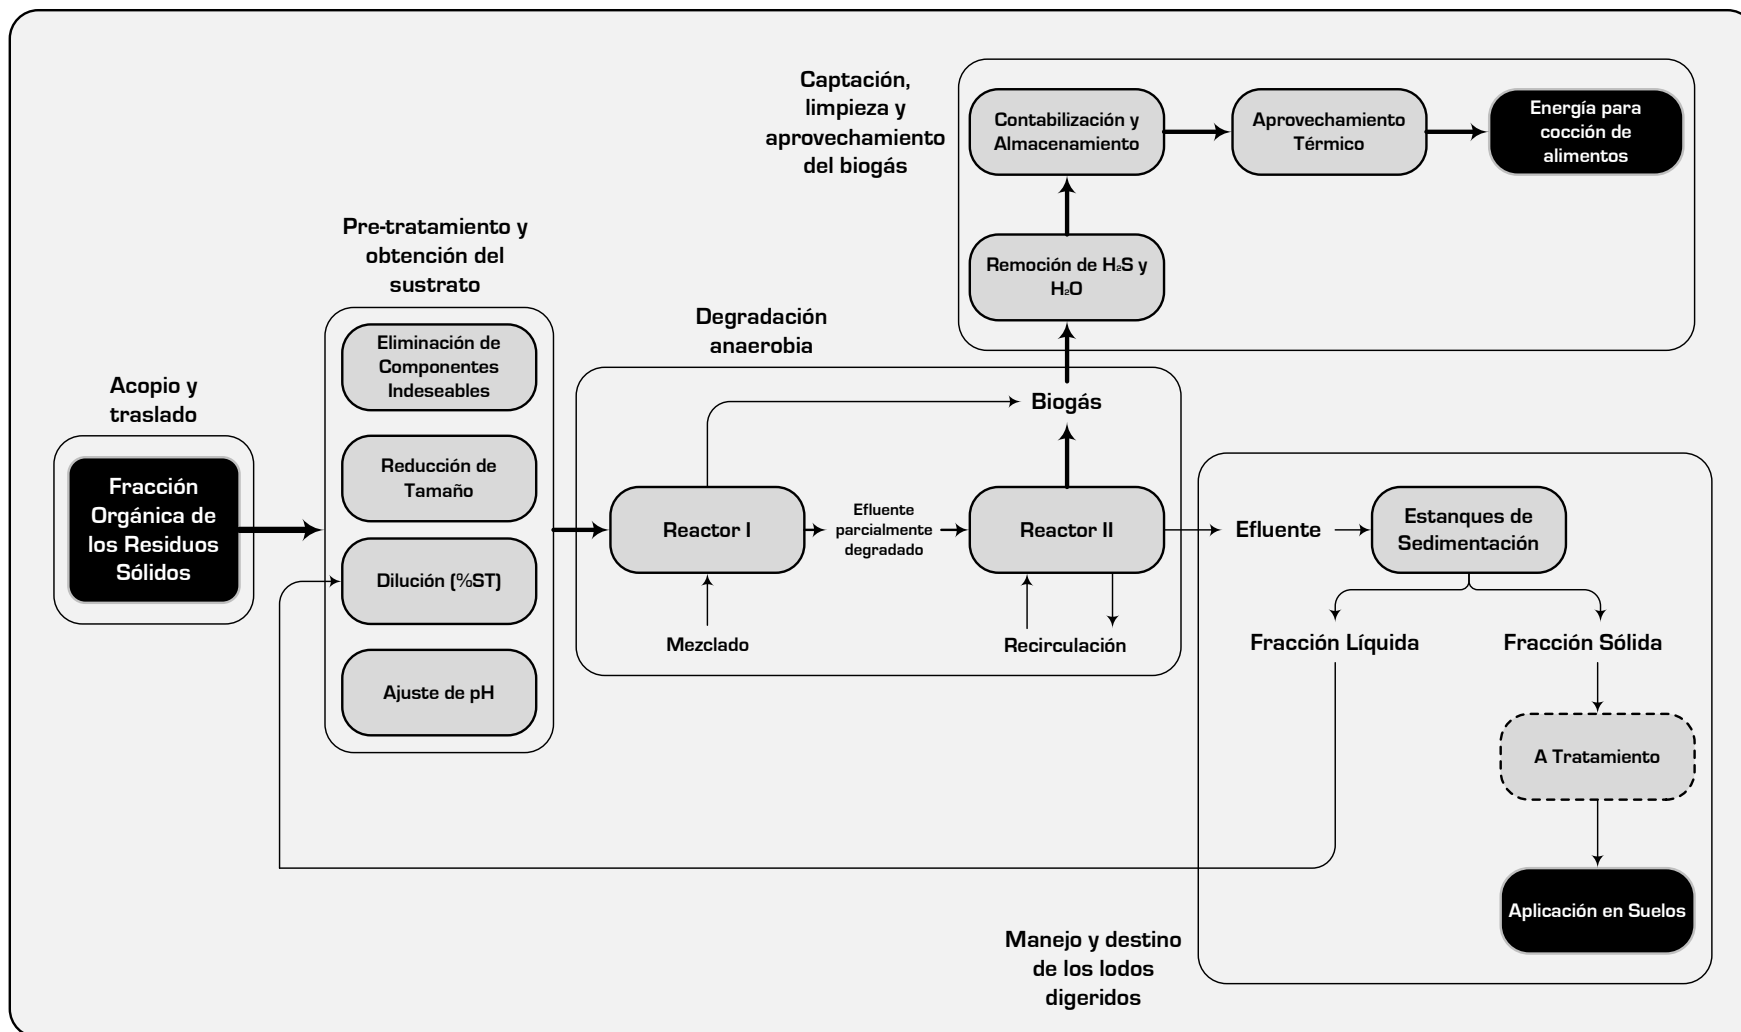 Captación,
limpieza y
aprovechamiento
del biogás
Contabilización y
Almacenamiento
Aprovechamiento
Térmico
Energía para
cocción de
alimentos
Remoción de H₂S y
H₂O
Pre-tratamiento y
obtención del
sustrato
Eliminación de
Componentes
Indeseables
Reducción de
Tamaño
Dilución (%ST)
Ajuste de pH
Degradación
anaerobia
Biogás
Acopio y
traslado
Fracción
Orgánica de
los Residuos
Sólidos
Reactor I
Efluente
parcialmente
degradado
Reactor II
Mezclado
Recirculación
Efluente
Estanques de
Sedimentación
Fracción Líquida
Fracción Sólida
A Tratamiento
Aplicación en Suelos
Manejo y destino
de los lodos
digeridos